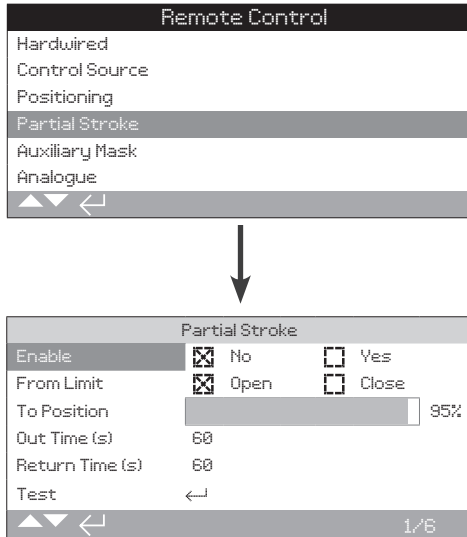 Remote Control
Hardwired
Control Source
Positioning
Partial Stroke
Auxiliary Mask
Analogue
Partial Stroke
Enable No Yes
From Limit Open Close
To Position 95%
Out Time (s) 60
Return Time (s) 60
Test
1/6